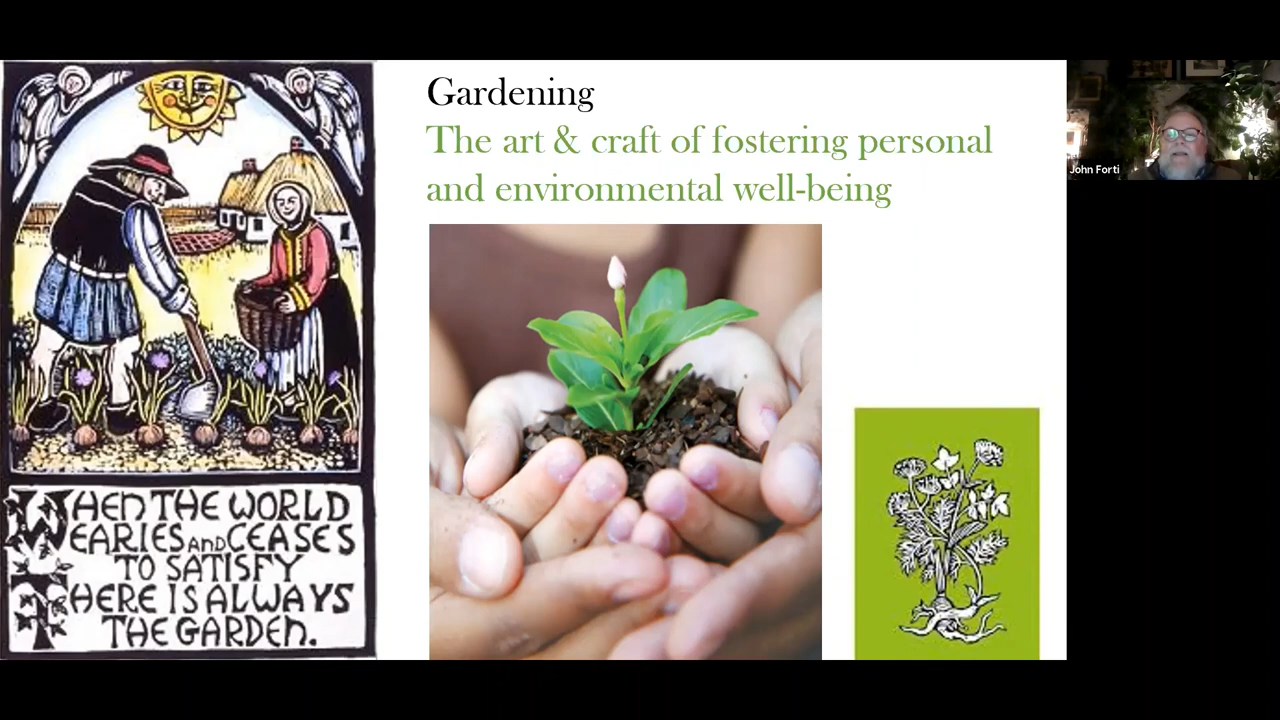 Gardening
The art & craft of fostering personal
and environmental well-being
WHEN THE WORLD
WEARIES AND CEASES
TO SATISFY
THERE IS ALWAYS
THE GARDEN.
John Forti